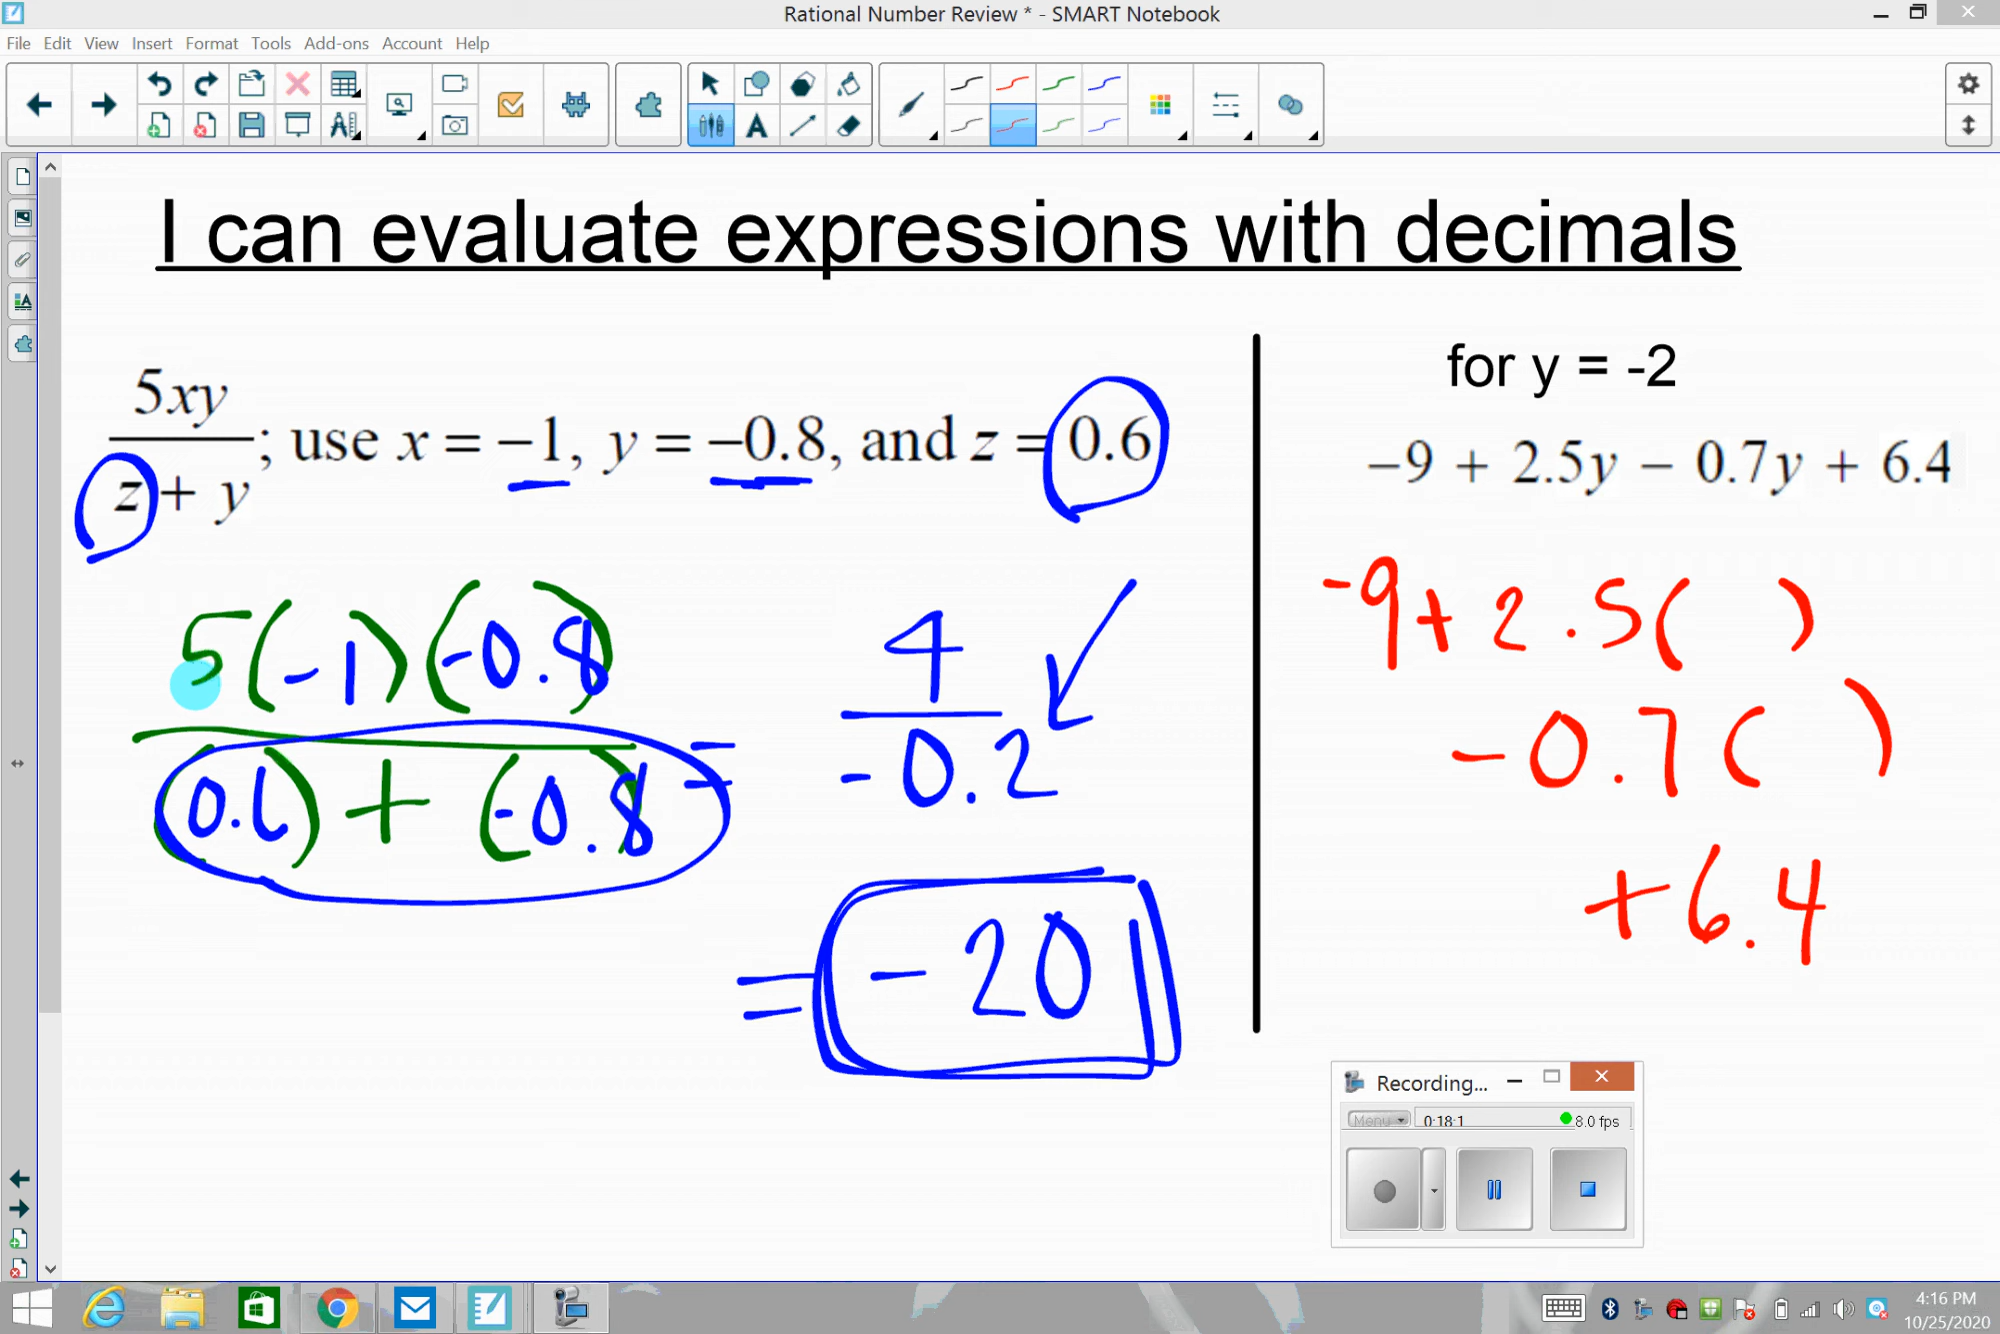 Rational Number Review * - SMART Notebook
File Edit View Insert Format Tools Add-ons Account Help
I can evaluate expressions with decimals
5xy
z + y
; use x = −1, y = −0.8, and z = 0.6
5(-1)(-0.8)
(0.6) + (-0.8)
=
4
-0.2
= -20
for y = -2
−9 + 2.5y − 0.7y + 6.4
-9 + 2.5( )
-0.7( )
+6.4
Recording...
Menu 0:18:1 8.0 fps
4:16 PM
10/25/2020